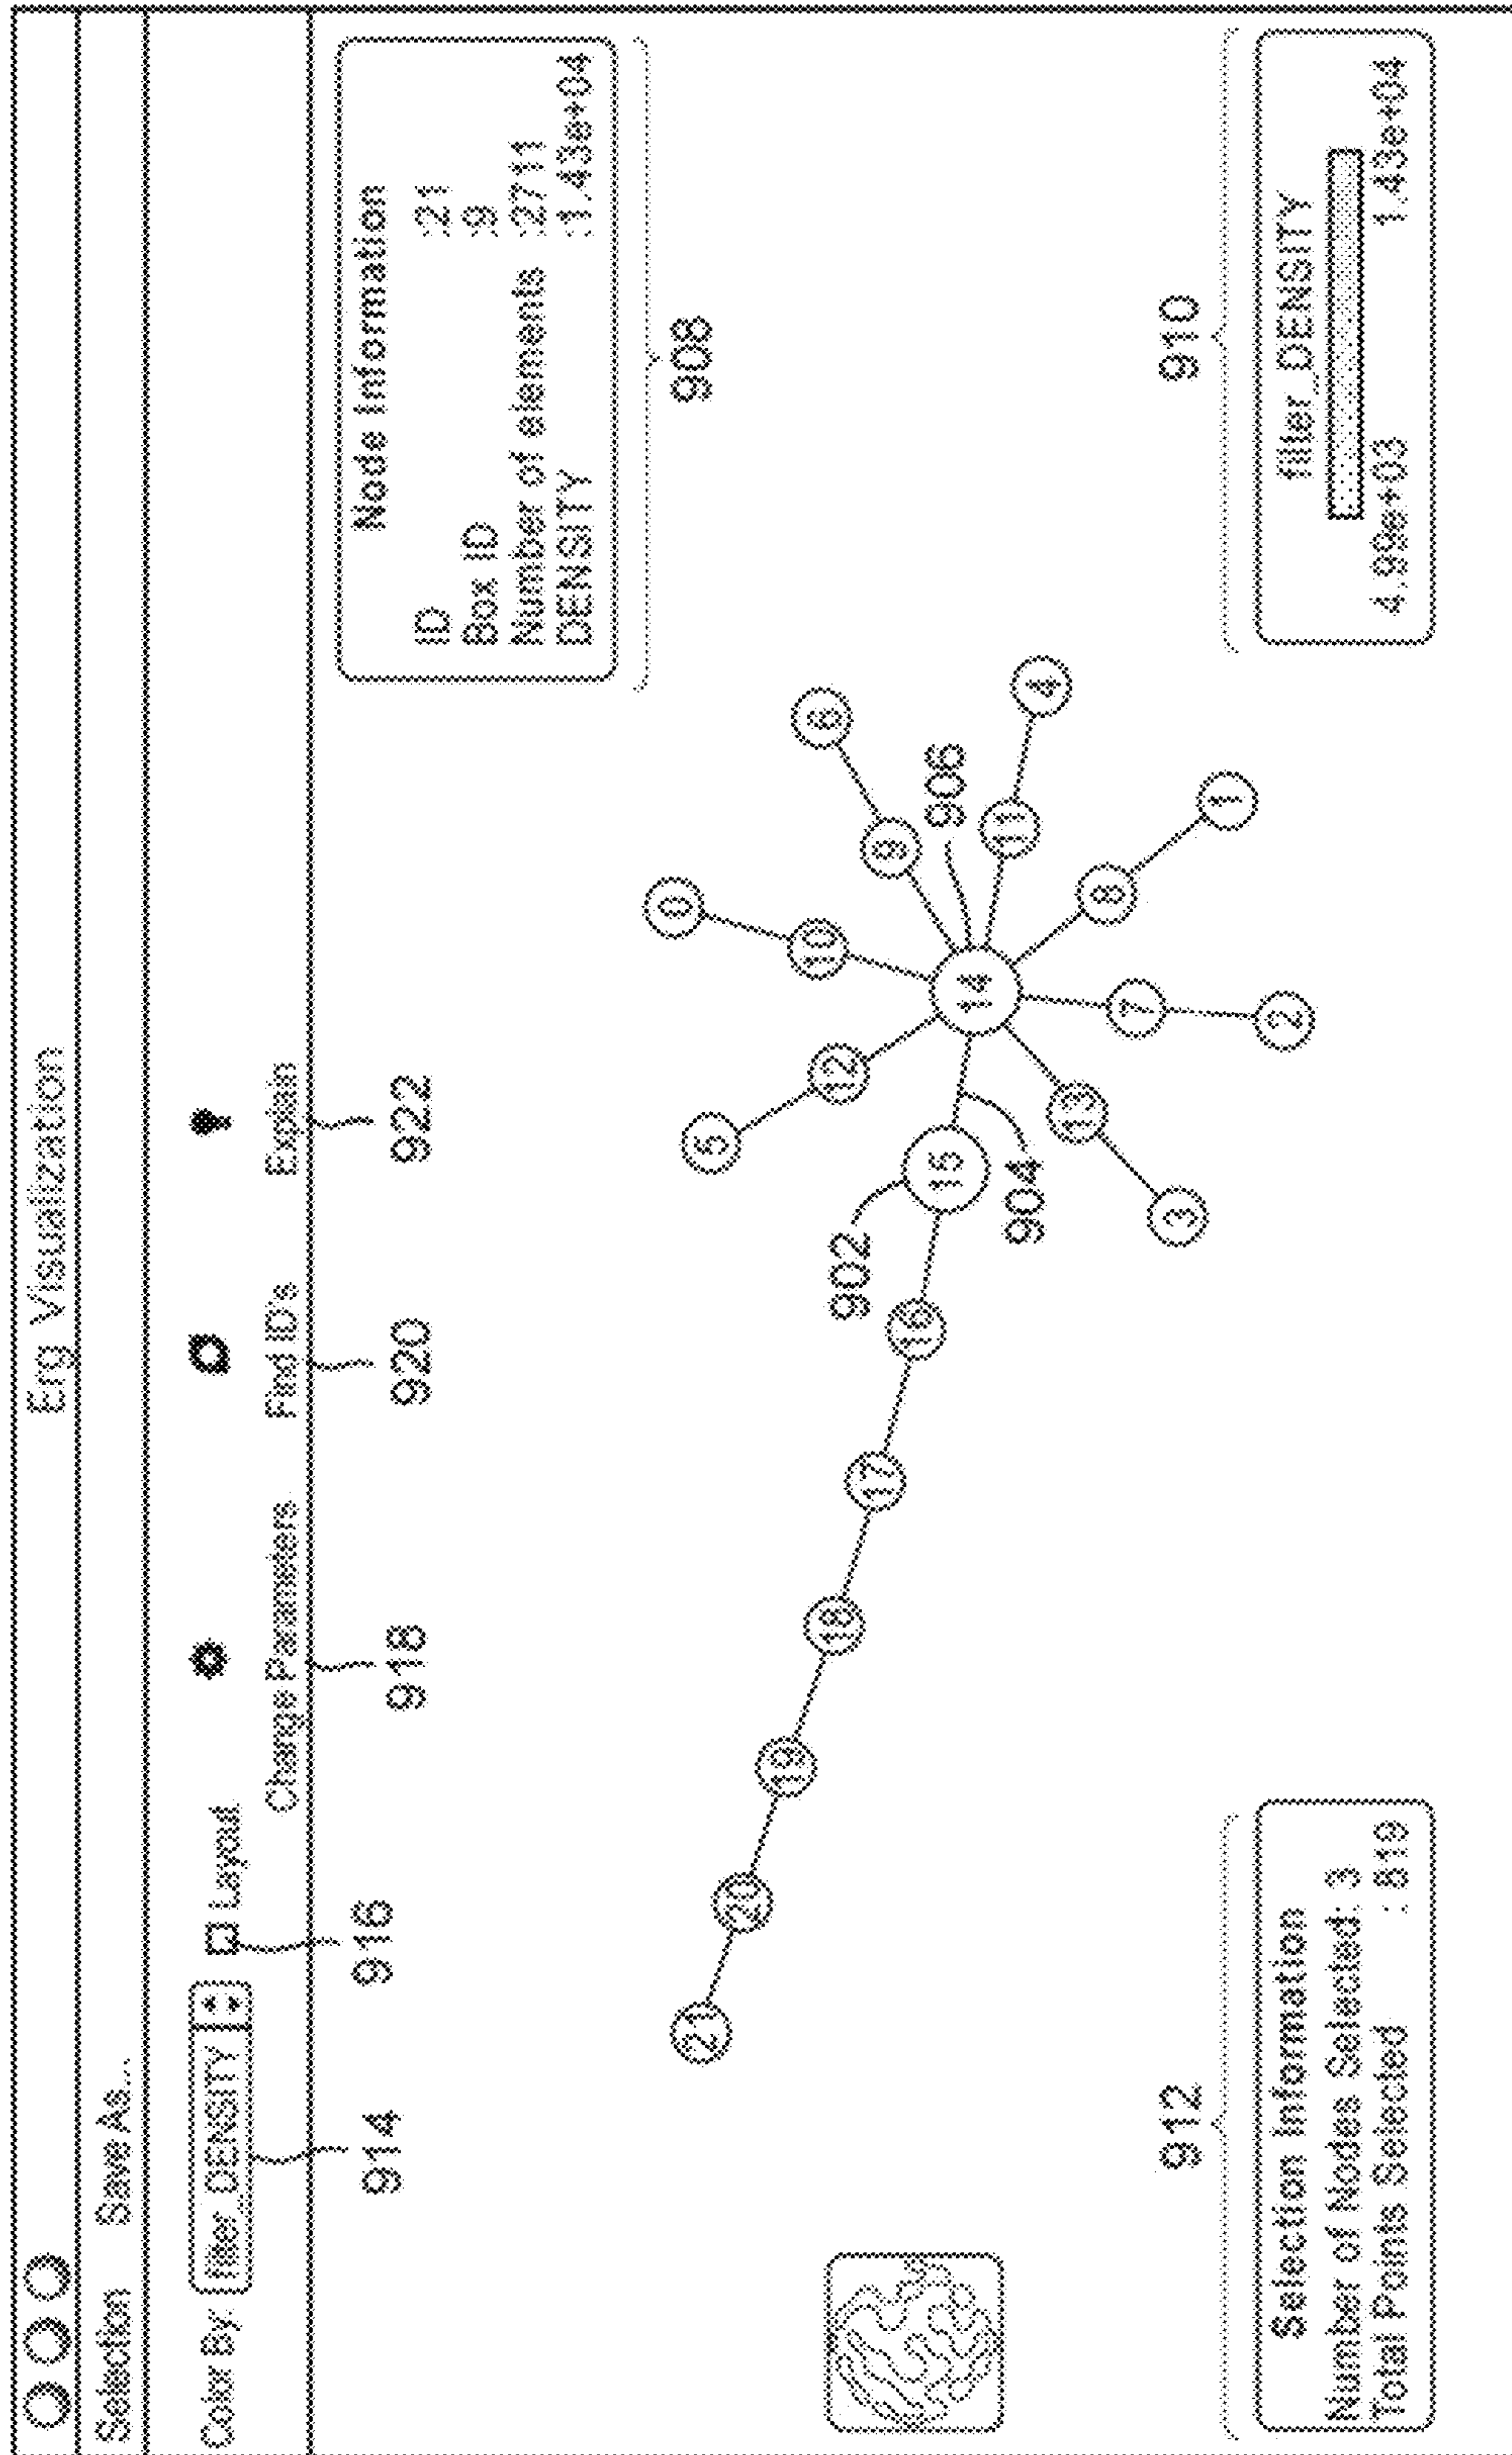 Erg Visualization
Selection Save As...
Color By: filter_DENSITY Layout
Change Parameters
Find ID's
Explain
914
916
918
920
922
Node Information
ID :21
Box ID :9
Number of elements :2711
DENSITY :1.43e+04
908
5
0
6
21
20
19
18
17
16
15
12
10
9
14
11
4
13
7
8
3
2
1
902
904
906
912
Selection Information
Number of Nodes Selected: 3
Total Points Selected : 819
910
filter_DENSITY
4.99e+03 1.43e+04